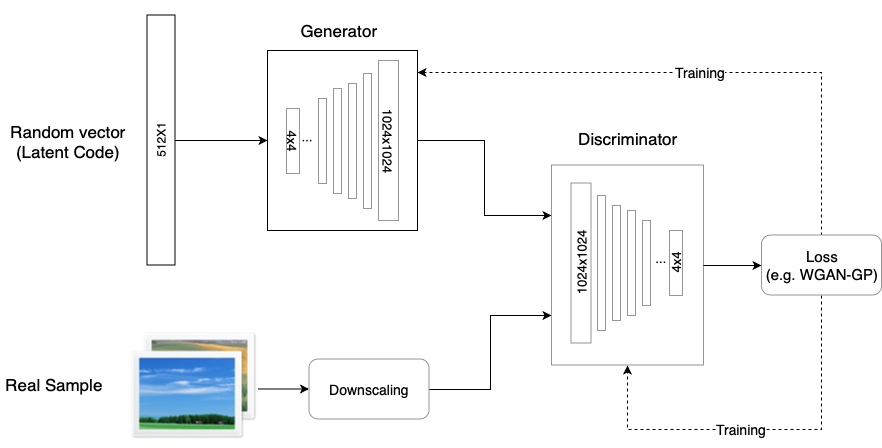 Generator
Training
Random vector
(Latent Code)
512X1
4x4
...
1024x1024
Discriminator
1024x1024
...
4x4
Loss
(e.g. WGAN-GP)
Real Sample
Downscaling
Training